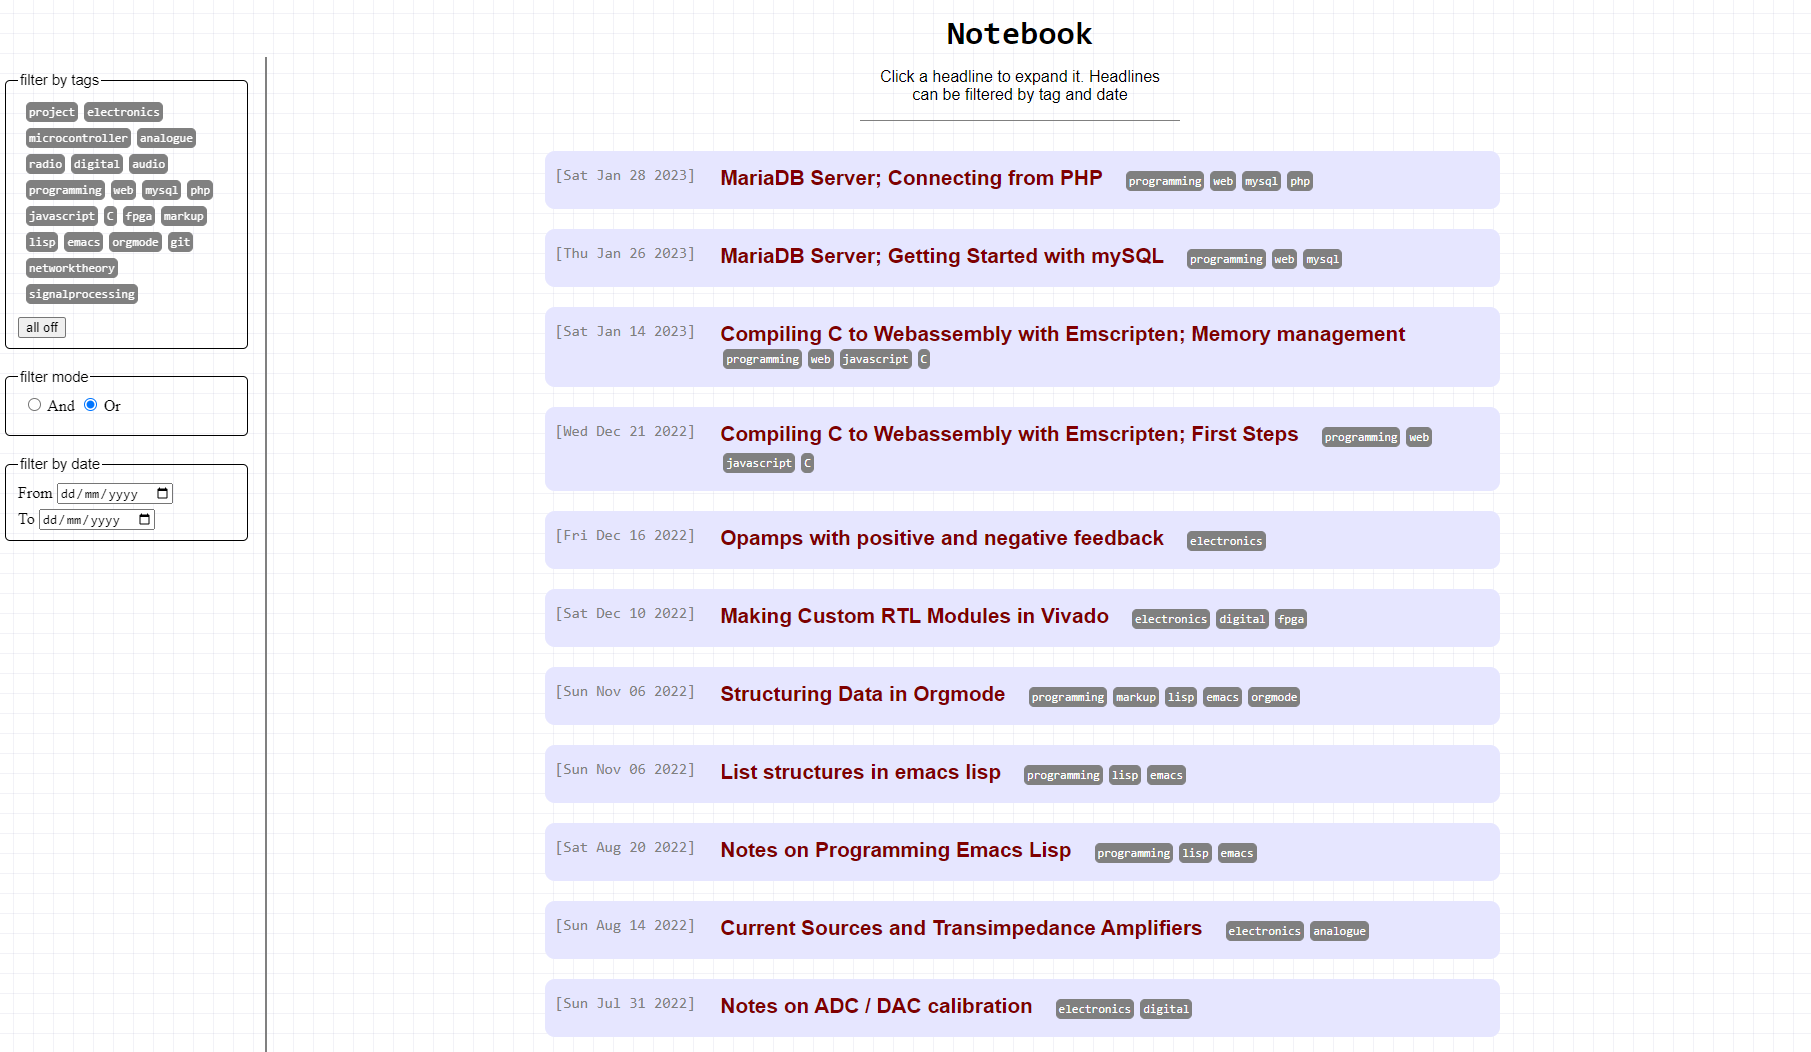 Notebook
Click a headline to expand it. Headlines
can be filtered by tag and date
filter by tags
project electronics
microcontroller analogue
radio digital audio
programming web mysql php
javascript C fpga markup
lisp emacs orgmode git
networktheory
signalprocessing
all off
filter mode
And Or
filter by date
From dd/mm/yyyy
To dd/mm/yyyy
[Sat Jan 28 2023] MariaDB Server; Connecting from PHP programming web mysql php
[Thu Jan 26 2023] MariaDB Server; Getting Started with mySQL programming web mysql
[Sat Jan 14 2023] Compiling C to Webassembly with Emscripten; Memory management
programming web javascript C
[Wed Dec 21 2022] Compiling C to Webassembly with Emscripten; First Steps programming web
javascript C
[Fri Dec 16 2022] Opamps with positive and negative feedback electronics
[Sat Dec 10 2022] Making Custom RTL Modules in Vivado electronics digital fpga
[Sun Nov 06 2022] Structuring Data in Orgmode programming markup lisp emacs orgmode
[Sun Nov 06 2022] List structures in emacs lisp programming lisp emacs
[Sat Aug 20 2022] Notes on Programming Emacs Lisp programming lisp emacs
[Sun Aug 14 2022] Current Sources and Transimpedance Amplifiers electronics analogue
[Sun Jul 31 2022] Notes on ADC / DAC calibration electronics digital